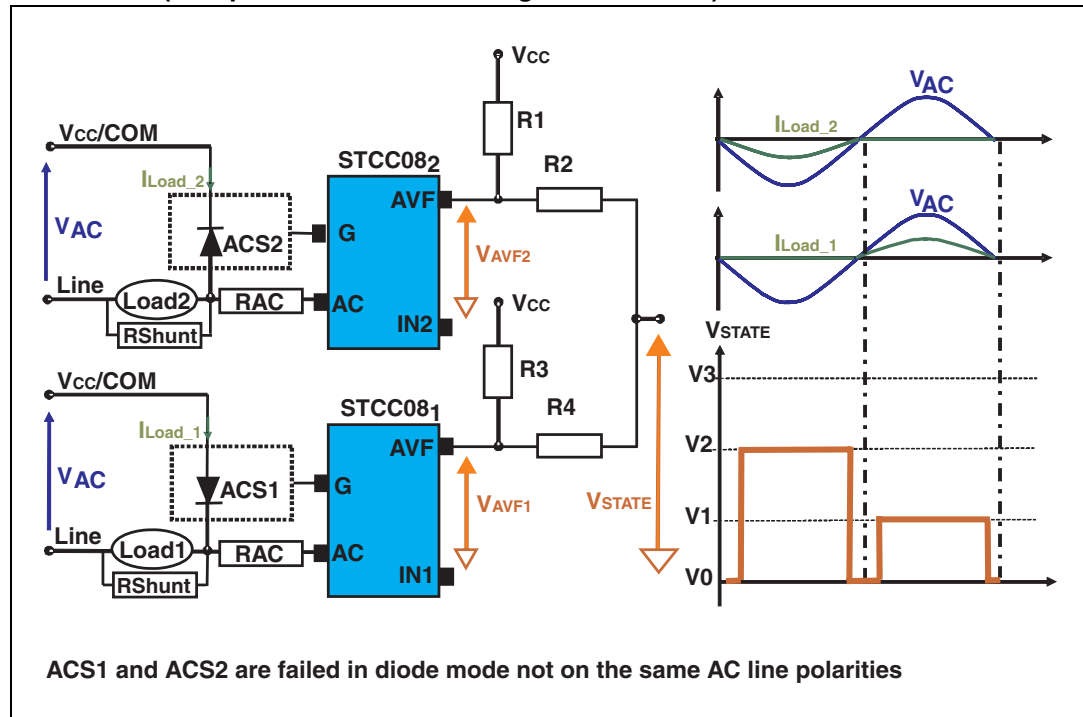 VCC
R1
VCC/COM
STCC082
R2
ILoad_2
AVF
VAC
G
ACS2
VAVF2
Line
Load2
RAC
AC
VCC
RShunt
IN2
R3
VCC/COM
STCC081
R4
ILoad_1
AVF
VAC
ACS1
G
VAVF1
VSTATE
Line
Load1
RAC
AC
RShunt
IN1
VAC
ILoad_2
VAC
ILoad_1
VSTATE
V3
V2
V1
V0
ACS1 and ACS2 are failed in diode mode not on the same AC line polarities